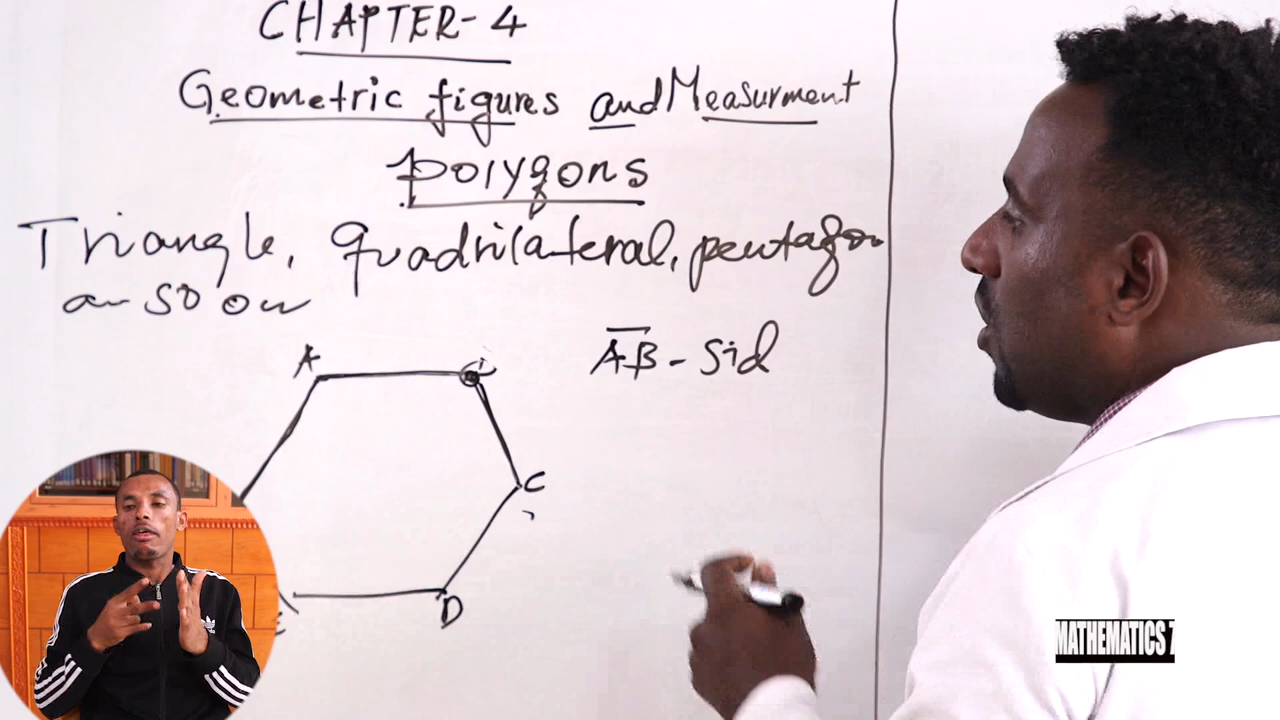 CHAPTER-4
Geometric figures and Measurment
polygons
Triangle, quadrilateral, pentagon
an so on
A
AB - Sid
C
D
MATHEMATICS 7